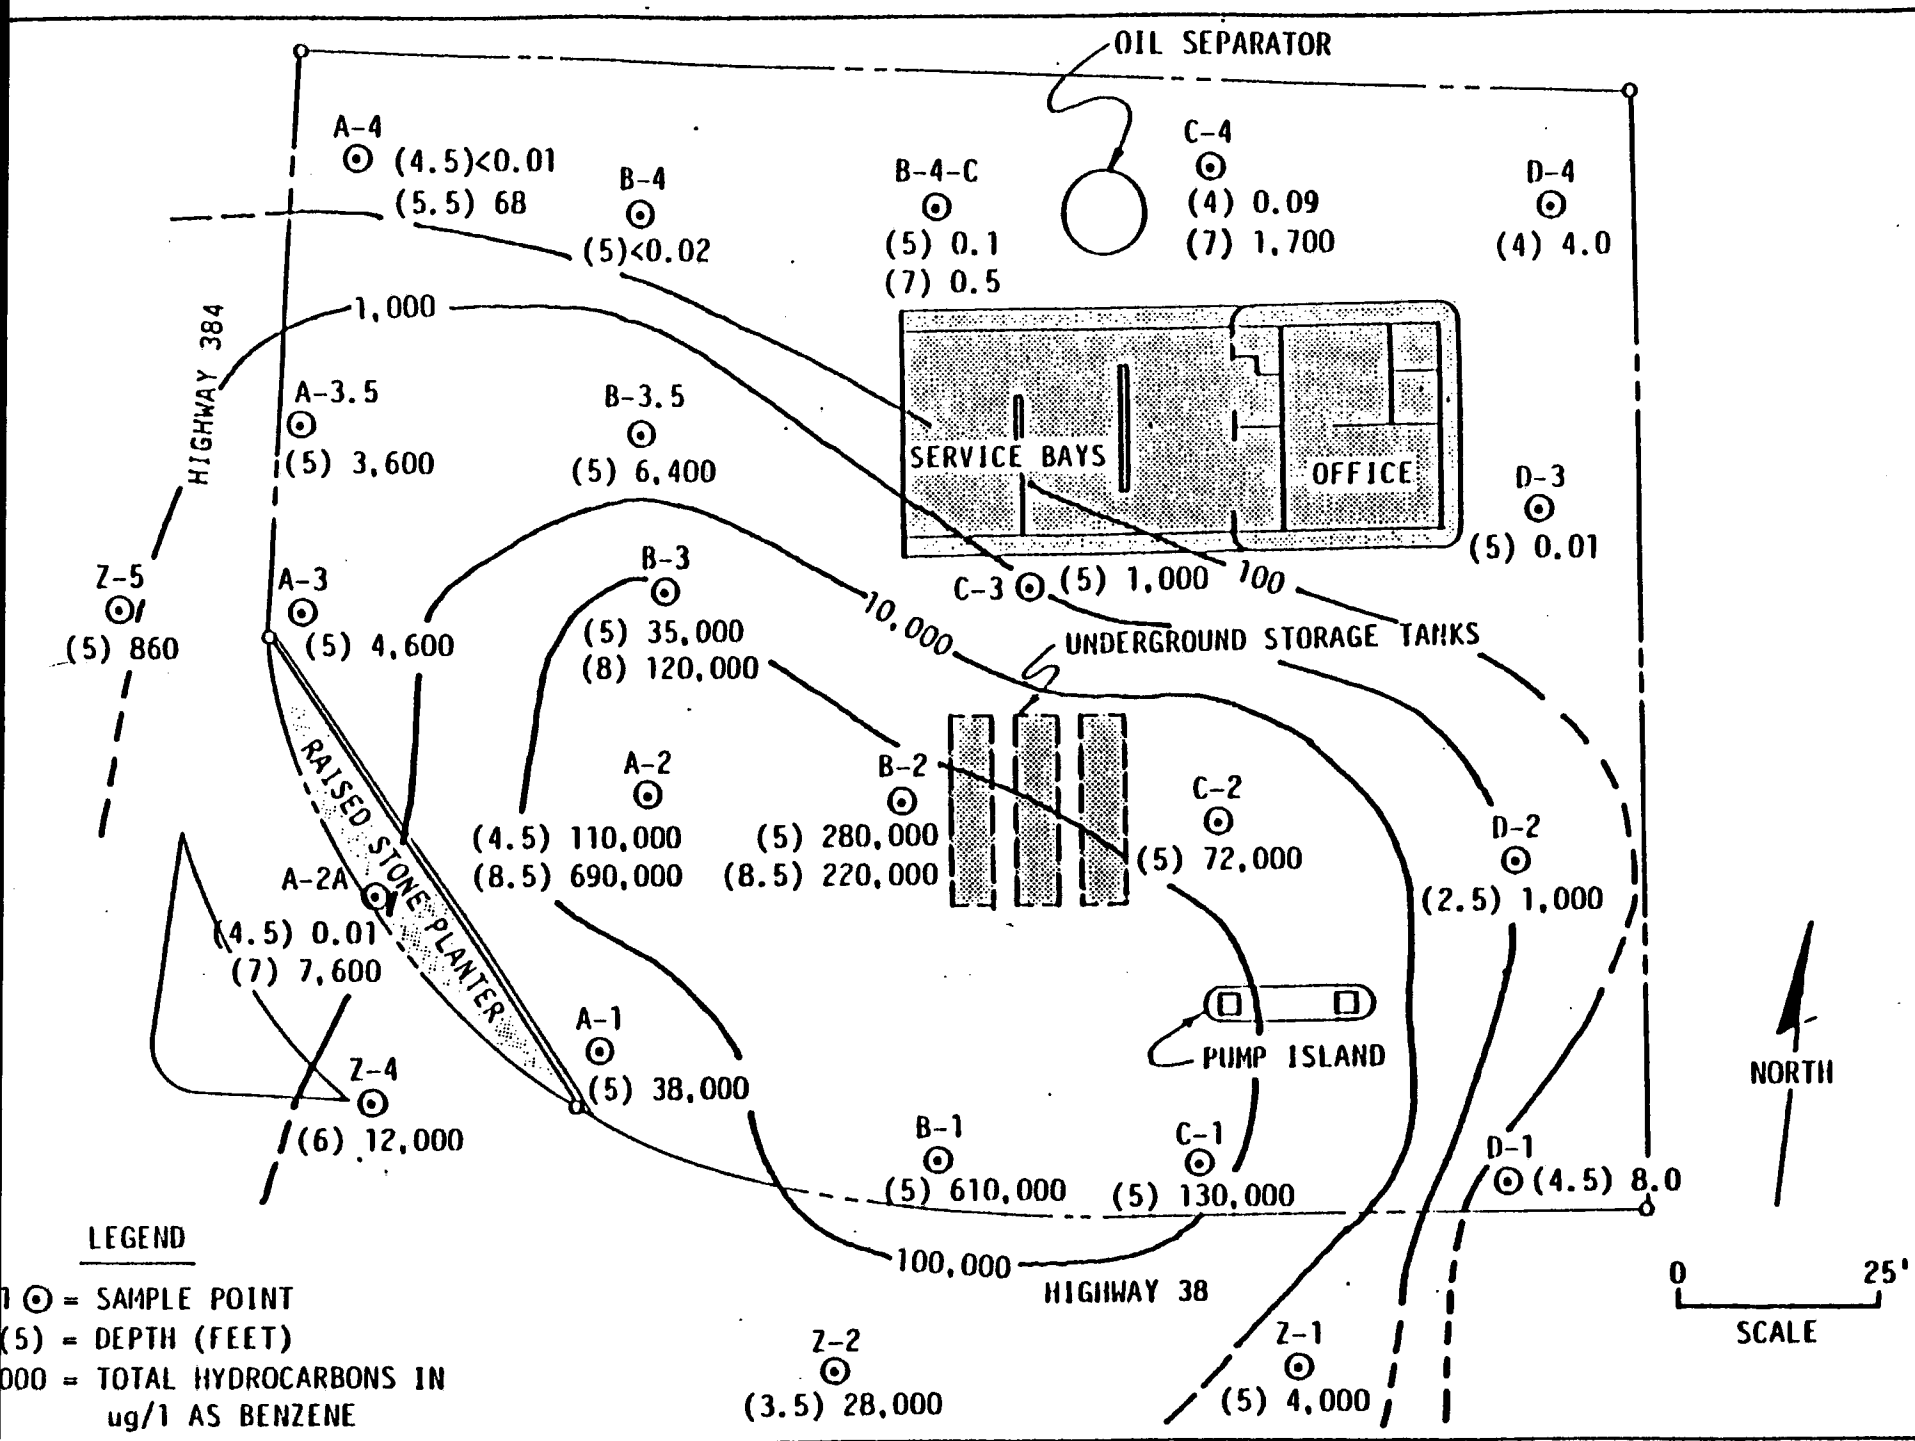 OIL SEPARATOR
A-4
(4.5)<0.01
(5.5) 68
B-4
(5)<0.02
B-4-C
(5) 0.1
(7) 0.5
C-4
(4) 0.09
(7) 1,700
D-4
(4) 4.0
1,000
HIGHWAY 384
A-3.5
(5) 3,600
B-3.5
(5) 6,400
SERVICE BAYS
OFFICE
D-3
(5) 0.01
Z-5
(5) 860
A-3
(5) 4,600
B-3
(5) 35,000
(8) 120,000
10,000
C-3
(5) 1,000
100
UNDERGROUND STORAGE TANKS
RAISED STONE PLANTER
A-2
(4.5) 110,000
(8.5) 690,000
B-2
(5) 280,000
(8.5) 220,000
C-2
(5) 72,000
D-2
(2.5) 1,000
A-2A
(4.5) 0.01
(7) 7,600
A-1
(5) 38,000
PUMP ISLAND
NORTH
Z-4
(6) 12,000
B-1
(5) 610,000
C-1
(5) 130,000
D-1
(4.5) 8.0
100,000
HIGHWAY 38
LEGEND
1 = SAMPLE POINT
(5) = DEPTH (FEET)
000 = TOTAL HYDROCARBONS IN
ug/l AS BENZENE
Z-2
(3.5) 28,000
Z-1
(5) 4,000
0 25'
SCALE